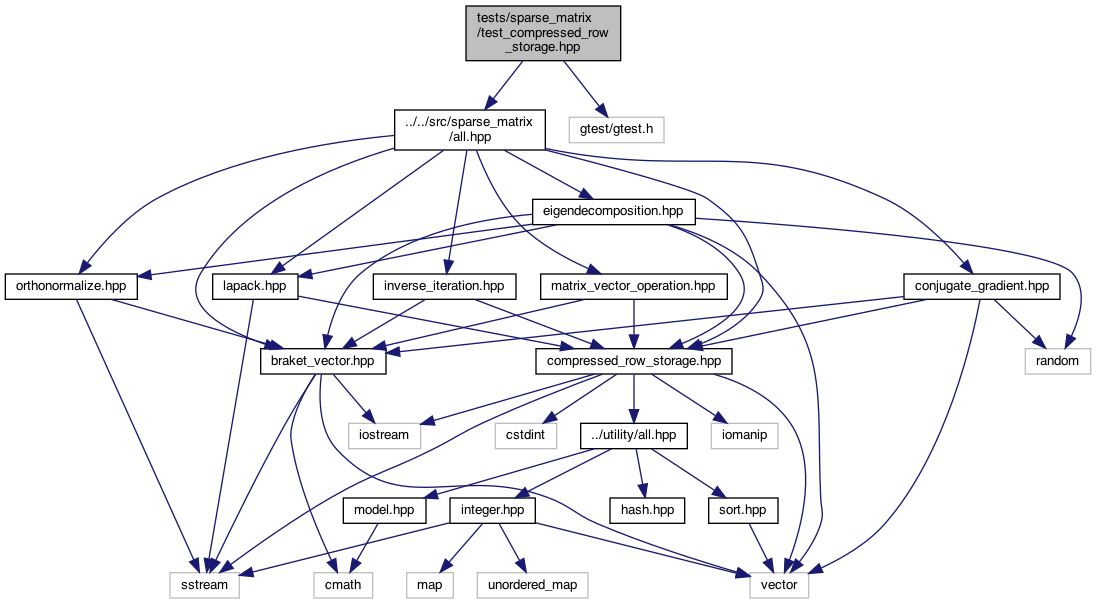 tests/sparse_matrix
/test_compressed_row
_storage.hpp
../../src/sparse_matrix
/all.hpp
gtest/gtest.h
eigendecomposition.hpp
orthonormalize.hpp
lapack.hpp
inverse_iteration.hpp
matrix_vector_operation.hpp
conjugate_gradient.hpp
braket_vector.hpp
compressed_row_storage.hpp
random
iostream
cstdint
../utility/all.hpp
iomanip
model.hpp
integer.hpp
hash.hpp
sort.hpp
sstream
cmath
map
unordered_map
vector